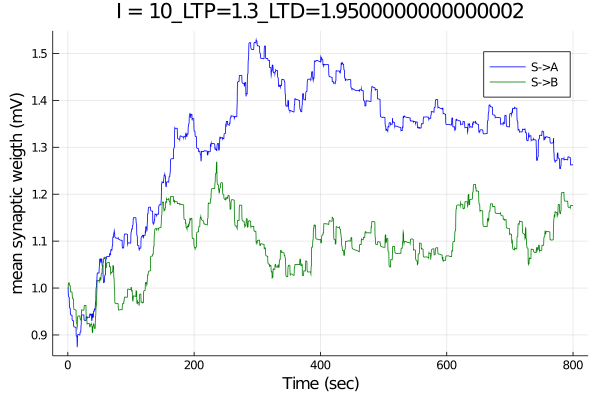 I = 10_LTP=1.3_LTD=1.9500000000000002
mean synaptic weigth (mV)
1.5
1.4
1.3
1.2
1.1
1.0
0.9
S->A
S->B
0 200 400 600 800
Time (sec)